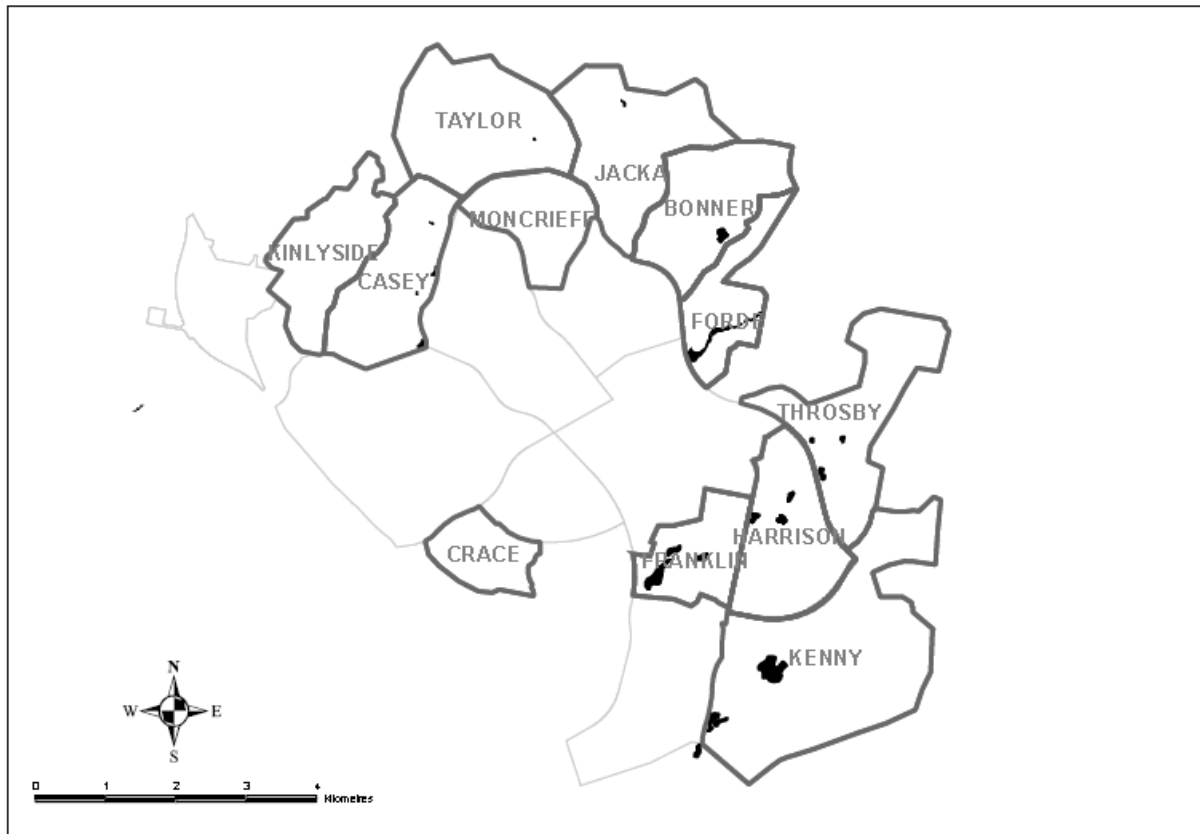 TAYLOR
JACKA
BONNER
MONCRIEFF
KINLYSIDE
CASEY
FORDE
THROSBY
HARRISON
CRACE
FRANKLIN
KENNY
N
W E
S
0 1 2 3 4
Kilometres